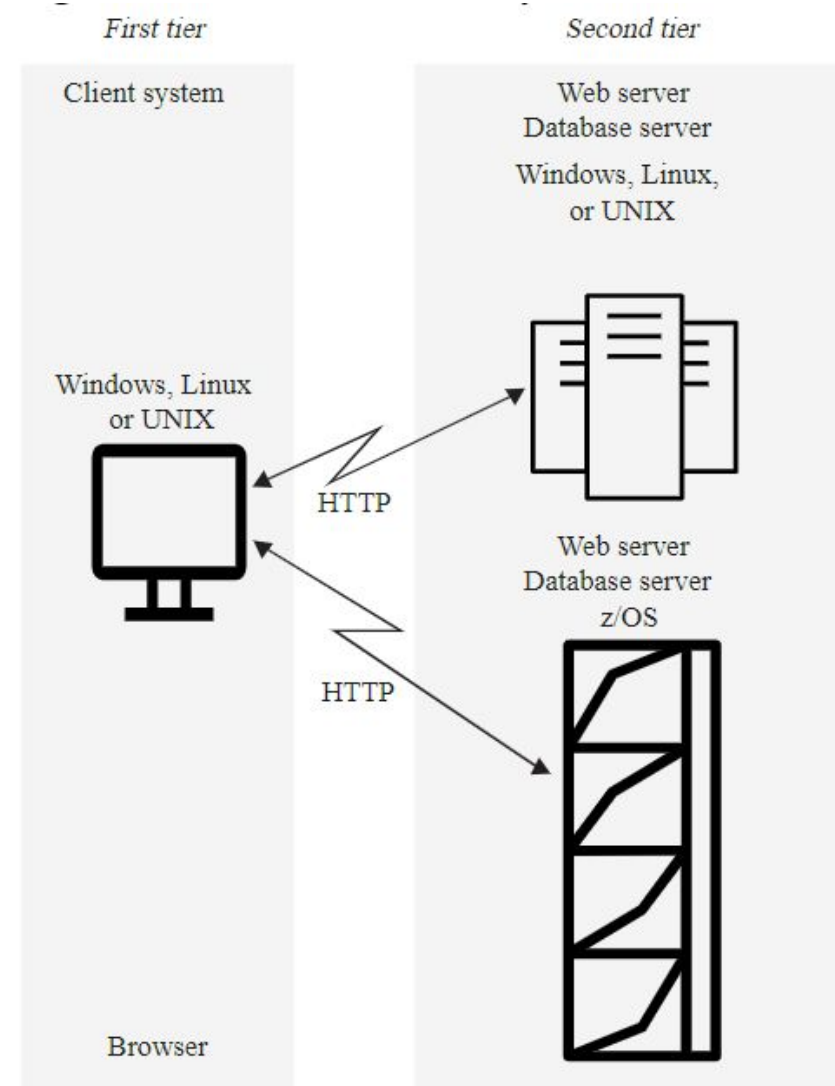 First tier
Second tier
Client system
Web server
Database server
Windows, Linux,
or UNIX
Windows, Linux
or UNIX
HTTP
Web server
Database server
z/OS
HTTP
Browser